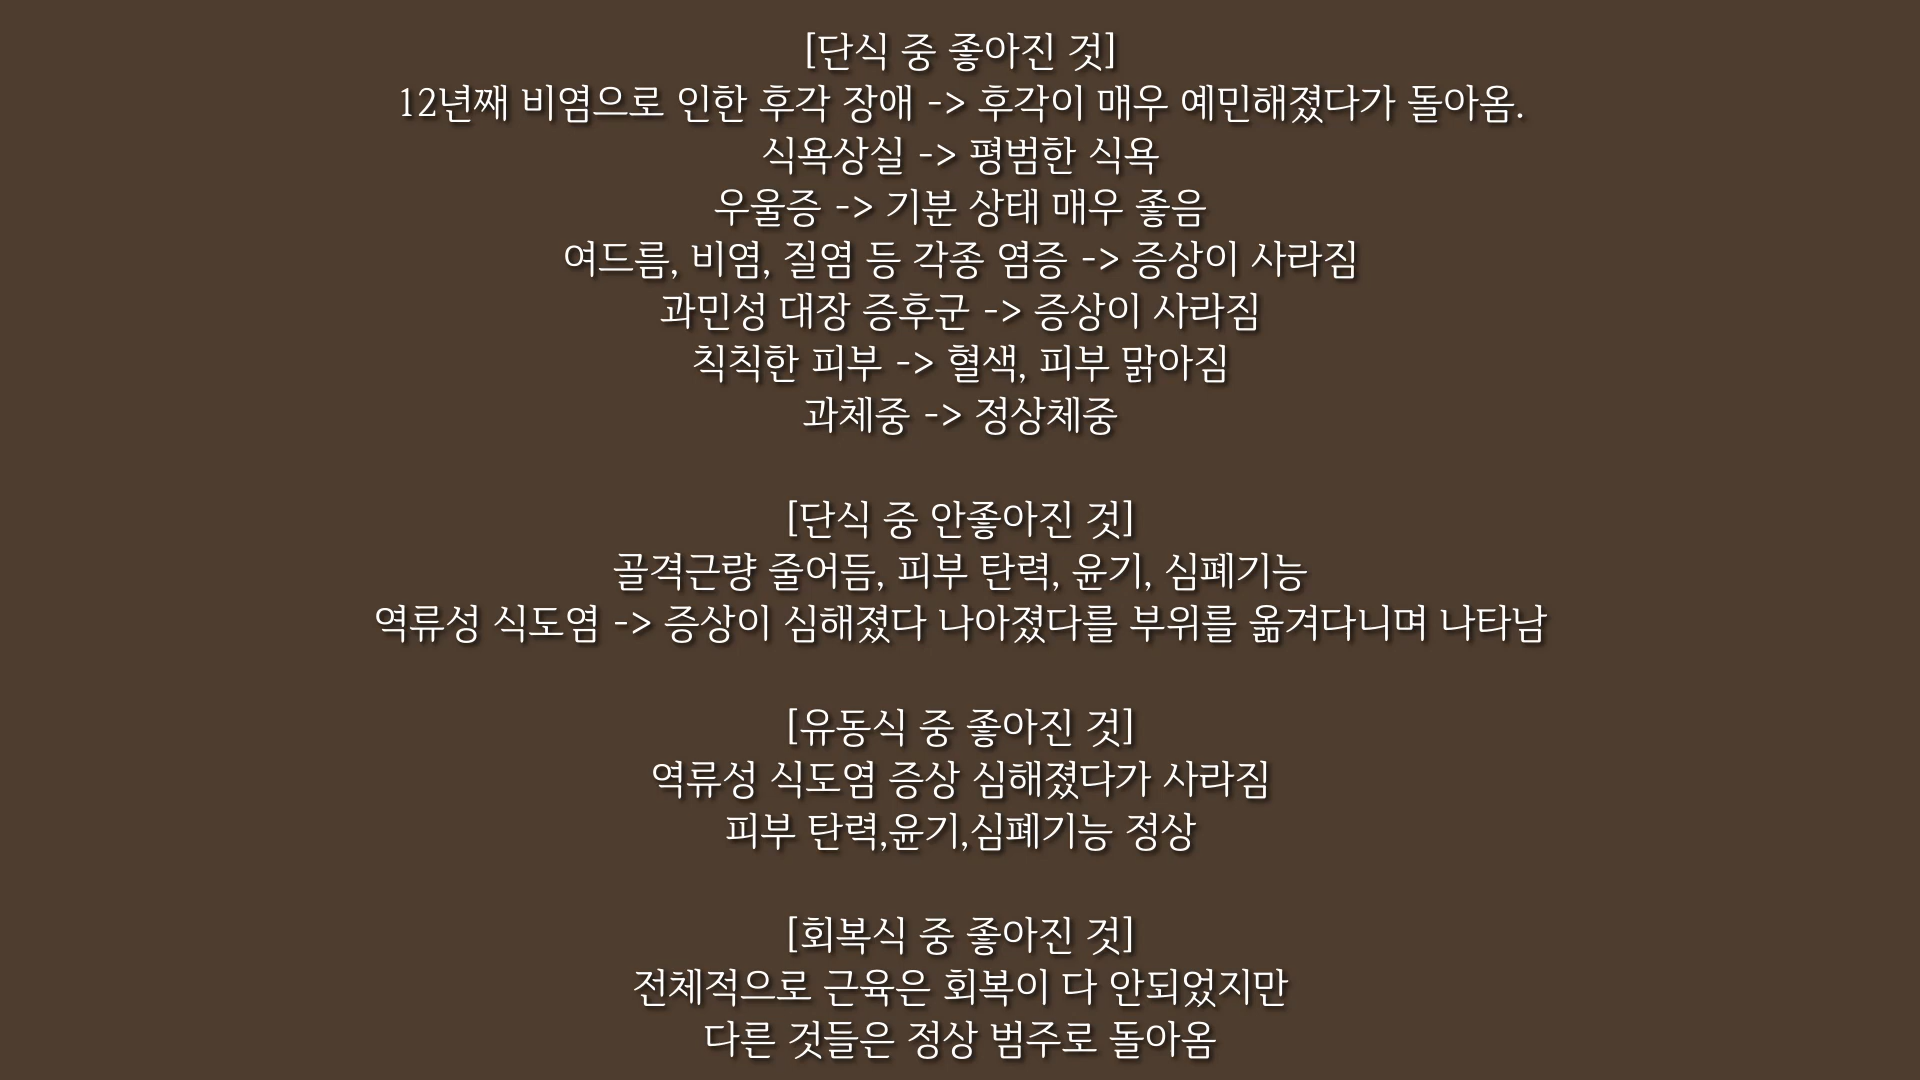 [단식 중 좋아진 것]
12년째 비염으로 인한 후각 장애 -> 후각이 매우 예민해졌다가 돌아옴.
식욕상실 -> 평범한 식욕
우울증 -> 기분 상태 매우 좋음
여드름, 비염, 질염 등 각종 염증 -> 증상이 사라짐
과민성 대장 증후군 -> 증상이 사라짐
칙칙한 피부 -> 혈색, 피부 맑아짐
과체중 -> 정상체중
[단식 중 안좋아진 것]
골격근량 줄어듬, 피부 탄력, 윤기, 심폐기능
역류성 식도염 -> 증상이 심해졌다 나아졌다를 부위를 옮겨다니며 나타남
[유동식 중 좋아진 것]
역류성 식도염 증상 심해졌다가 사라짐
피부 탄력,윤기,심폐기능 정상
[회복식 중 좋아진 것]
전체적으로 근육은 회복이 다 안되었지만
다른 것들은 정상 범주로 돌아옴